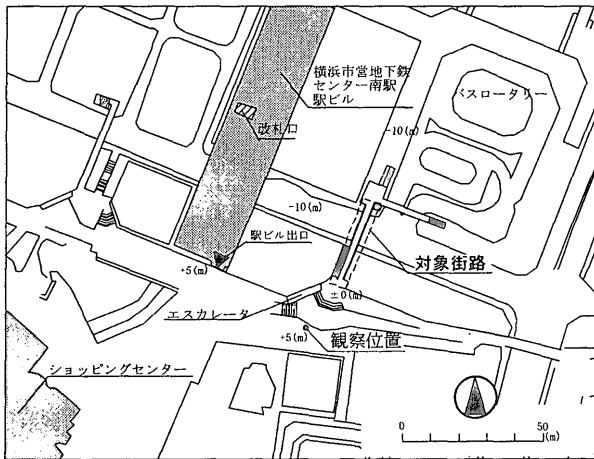 横浜市営地下鉄
センター南駅
駅ビル
バスロータリー
改札口
-10(m)
-10(m)
駅ビル出口
対象街路
+5(m)
±0(m)
エスカレータ
+5(m)
観察位置
ショッピングセンター
0
50
(m)